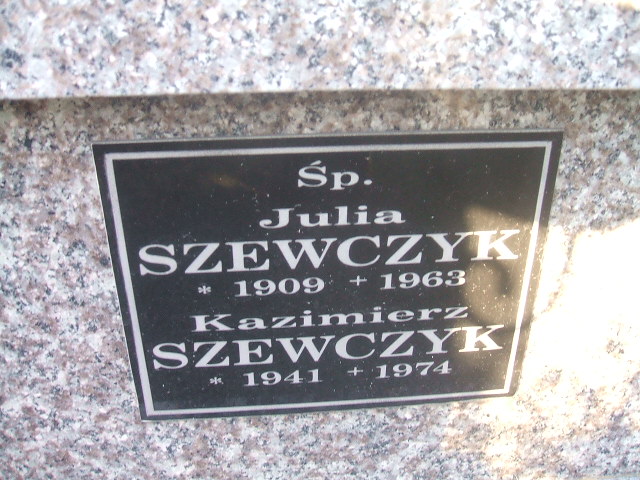 Śp.
Julia
SZEWCZYK
* 1909 + 1963
Kazimierz
SZEWCZYK
* 1941 + 1974